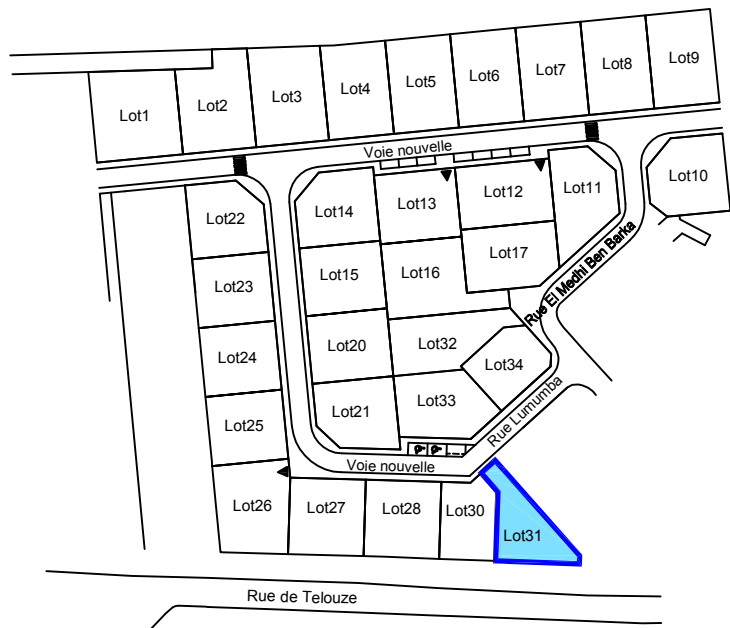 Lot1
Lot2
Lot3
Lot4
Lot5
Lot6
Lot7
Lot8
Lot9
Voie nouvelle
Lot10
Lot11
Lot12
Lot13
Lot14
Lot22
Lot15
Lot16
Lot17
Rue El Medhi Ben Barka
Lot23
Lot20
Lot32
Lot34
Lot24
Lot21
Lot33
Rue Lumumba
Lot25
Voie nouvelle
Lot26
Lot27
Lot28
Lot30
Lot31
Rue de Telouze